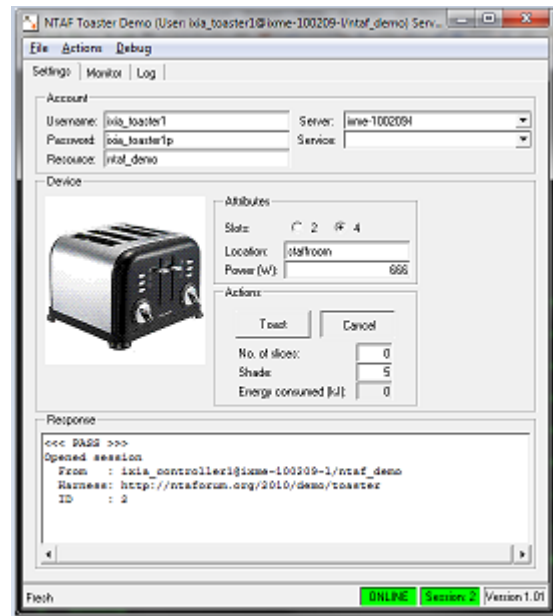 NTAF Toaster Demo (User: ixia_toaster1@ixme-100209-l/ntaf_demo) Serv...
File Actions Debug
Settings Monitor Log
Account
Username: ixia_toaster1 Server: ixme-100209l
Password: ixia_toaster1p Service:
Resource: ntaf_demo
Device
Attributes
Slots: 2 4
Location: staffroom
Power (W): 666
Actions
Toast Cancel
No. of slices: 0
Shade: 5
Energy consumed (kJ): 0
Response
<<< PASS >>>
Opened session
From : ixia_controller1@ixme-100209-l/ntaf_demo
Harness: http://ntaforum.org/2010/demo/toaster
ID : 2
Fresh ONLINE Session: 2 Version 1.01